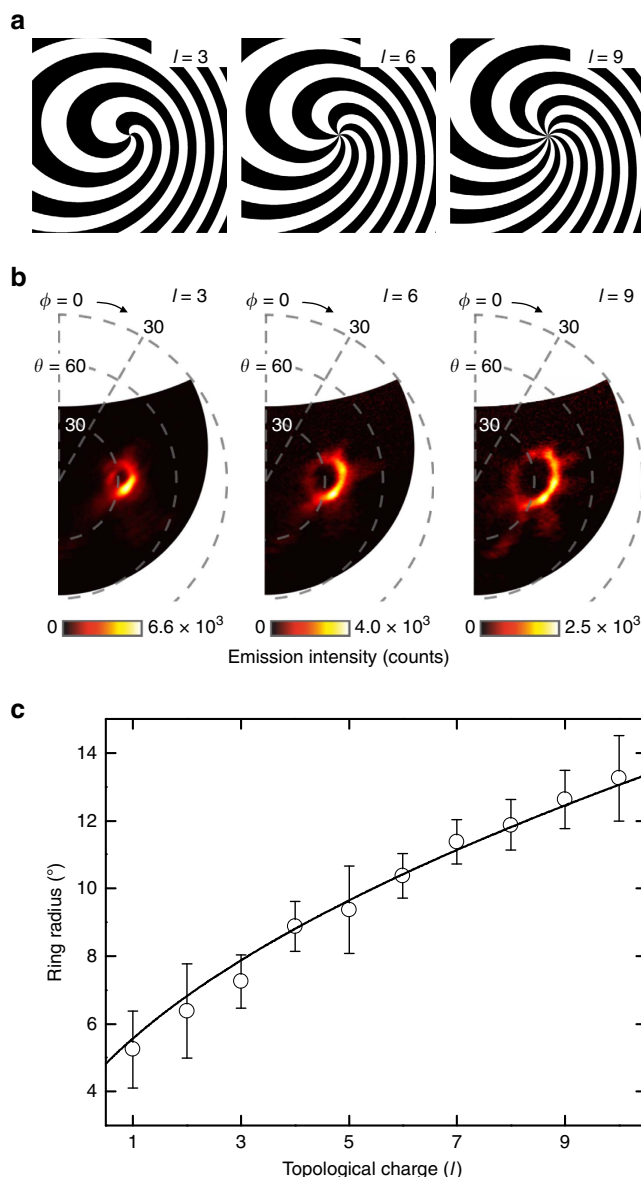 a
l = 3
l = 6
l = 9
b
ϕ = 0
30
l = 3
θ = 60
30
ϕ = 0
30
l = 6
θ = 60
30
ϕ = 0
30
l = 9
θ = 60
30
0 6.6 × 10³
0 4.0 × 10³
0 2.5 × 10³
Emission intensity (counts)
c
14
12
10
8
6
4
Ring radius (°)
1 3 5 7 9
Topological charge (l)